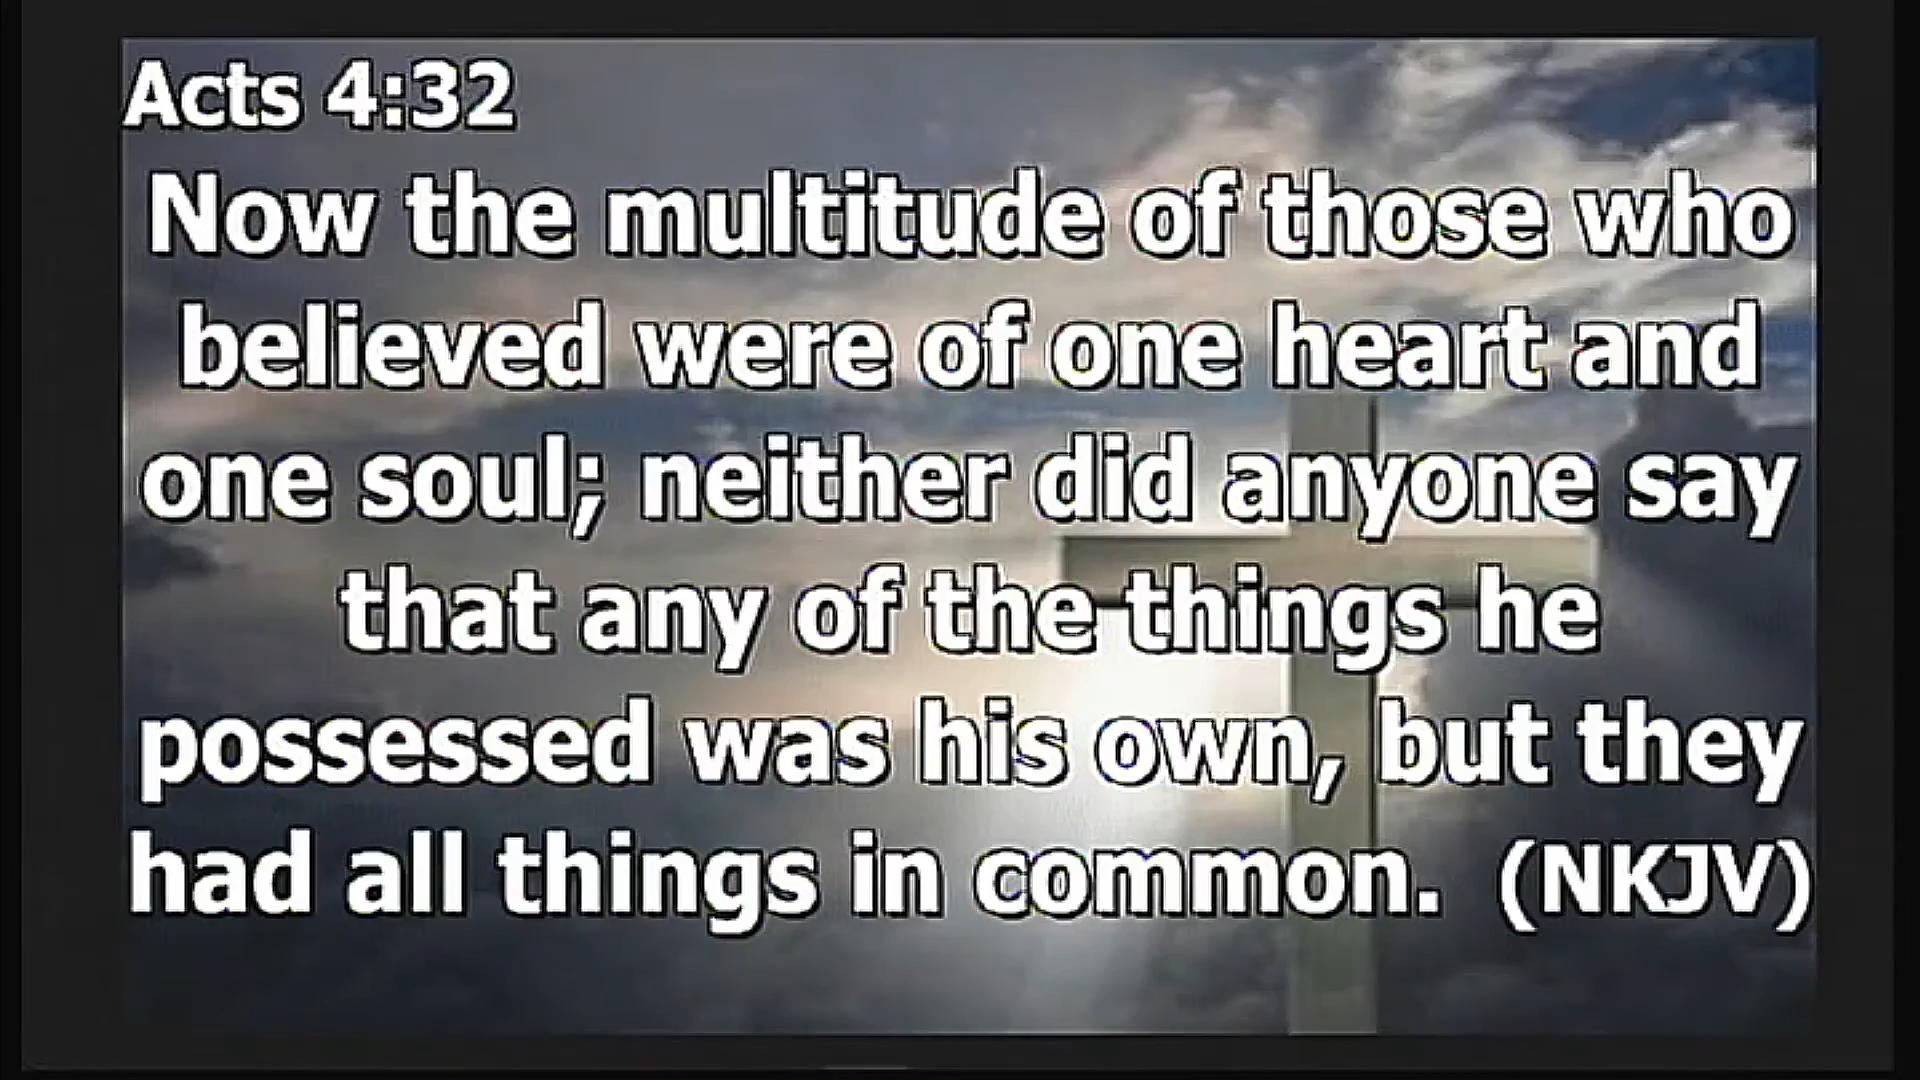 Acts 4:32
Now the multitude of those who
believed were of one heart and
one soul; neither did anyone say
that any of the things he
possessed was his own, but they
had all things in common. (NKJV)